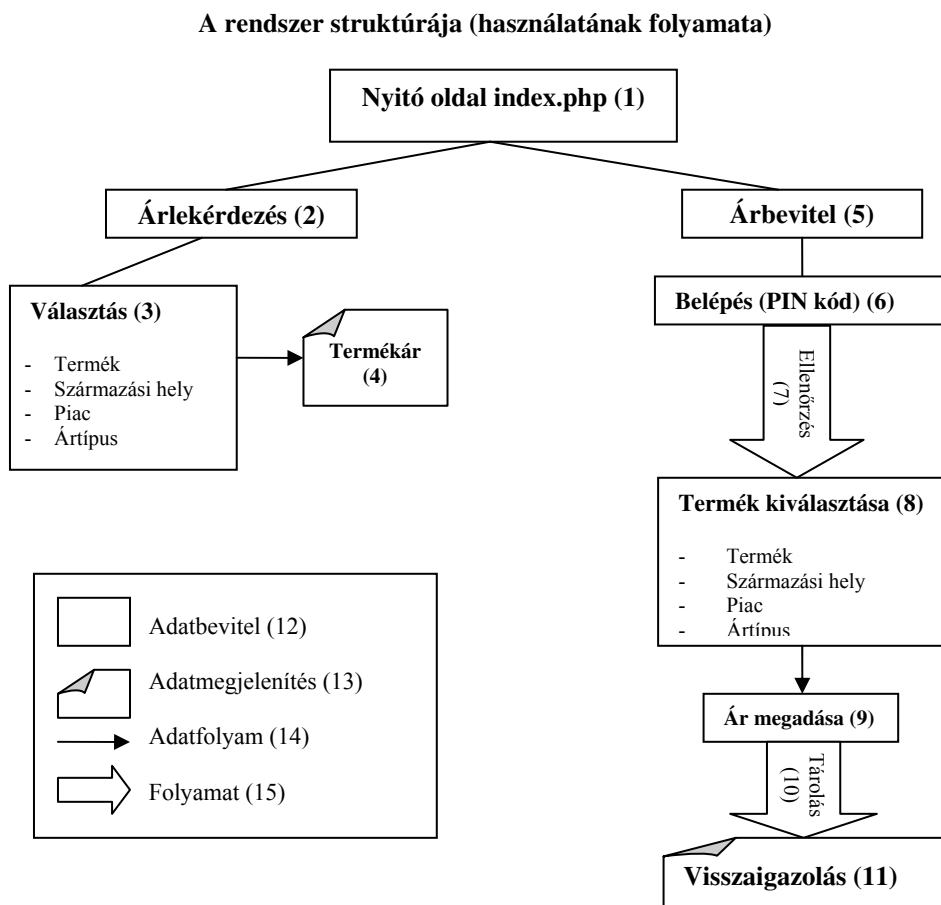 A rendszer struktúrája (használatának folyamata)
Nyitó oldal index.php (1)
Árlekérdezés (2)
Árbevitel (5)
Választás (3)
- Termék
- Származási hely
- Piac
- Ártípus
Termékár
(4)
Belépés (PIN kód) (6)
Ellenőrzés
(7)
Termék kiválasztása (8)
- Termék
- Származási hely
- Piac
- Ártípus
Ár megadása (9)
Tárolás
(10)
Visszaigazolás (11)
Adatbevitel (12)
Adatmegjelenítés (13)
Adatfolyam (14)
Folyamat (15)